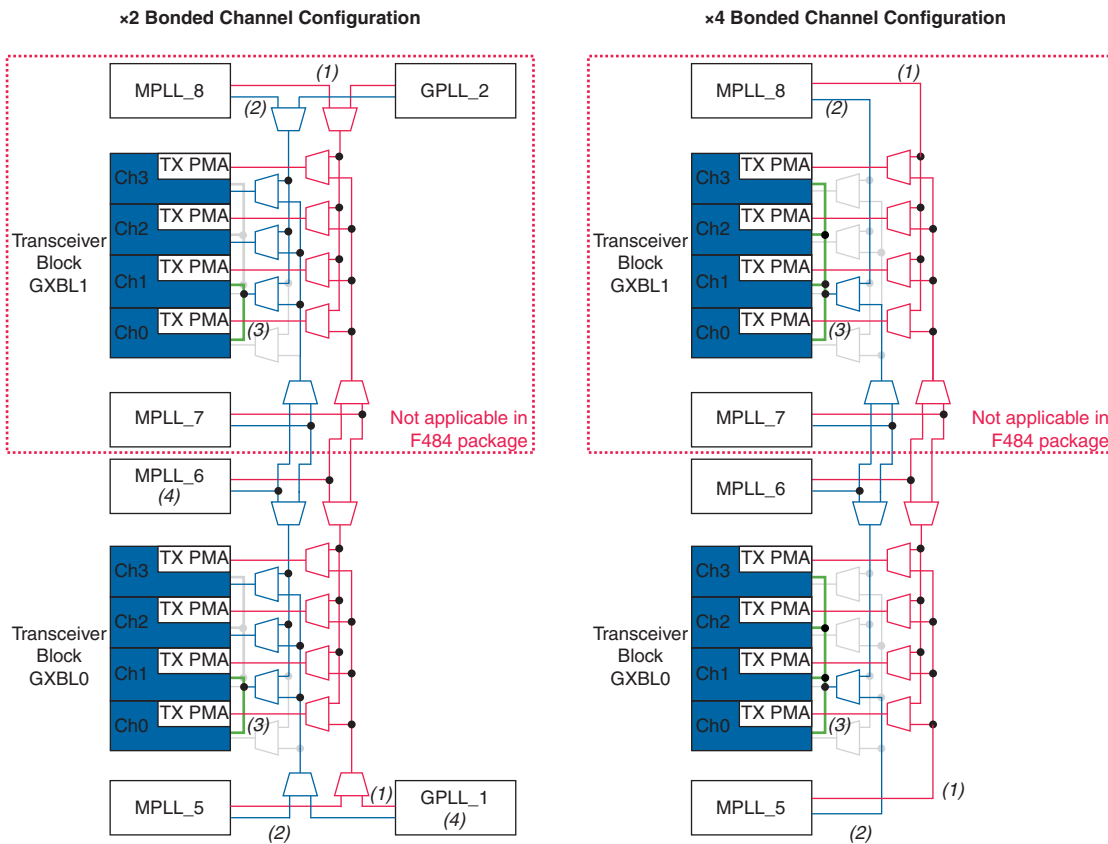 ×2 Bonded Channel Configuration
MPLL_8
(1)
(2)
GPLL_2
Transceiver
Block
GXBL1
Ch3
TX PMA
Ch2
TX PMA
Ch1
TX PMA
Ch0
TX PMA
(3)
MPLL_7
Not applicable in
F484 package
MPLL_6
(4)
Transceiver
Block
GXBL0
Ch3
TX PMA
Ch2
TX PMA
Ch1
TX PMA
Ch0
TX PMA
(3)
MPLL_5
(1)
(2)
GPLL_1
(4)
×4 Bonded Channel Configuration
MPLL_8
(1)
(2)
Transceiver
Block
GXBL1
Ch3
TX PMA
Ch2
TX PMA
Ch1
TX PMA
Ch0
TX PMA
(3)
MPLL_7
Not applicable in
F484 package
MPLL_6
Transceiver
Block
GXBL0
Ch3
TX PMA
Ch2
TX PMA
Ch1
TX PMA
Ch0
TX PMA
(3)
MPLL_5
(1)
(2)